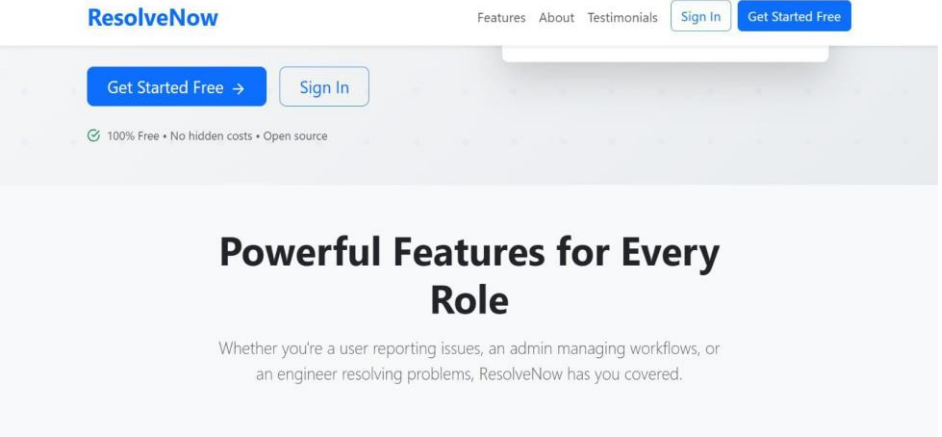 ResolveNow
Features About Testimonials Sign In Get Started Free
Get Started Free → Sign In
100% Free • No hidden costs • Open source
Powerful Features for Every
Role
Whether you're a user reporting issues, an admin managing workflows, or
an engineer resolving problems, ResolveNow has you covered.